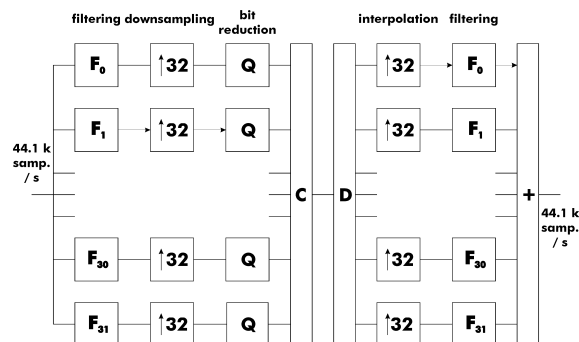 filtering downsampling bit reduction interpolation filtering
F0 ↑32 Q ↑32 F0
F1 ↑32 Q ↑32 F1
44.1 k samp. / s
C D +
44.1 k samp. / s
F30 ↑32 Q ↑32 F30
F31 ↑32 Q ↑32 F31